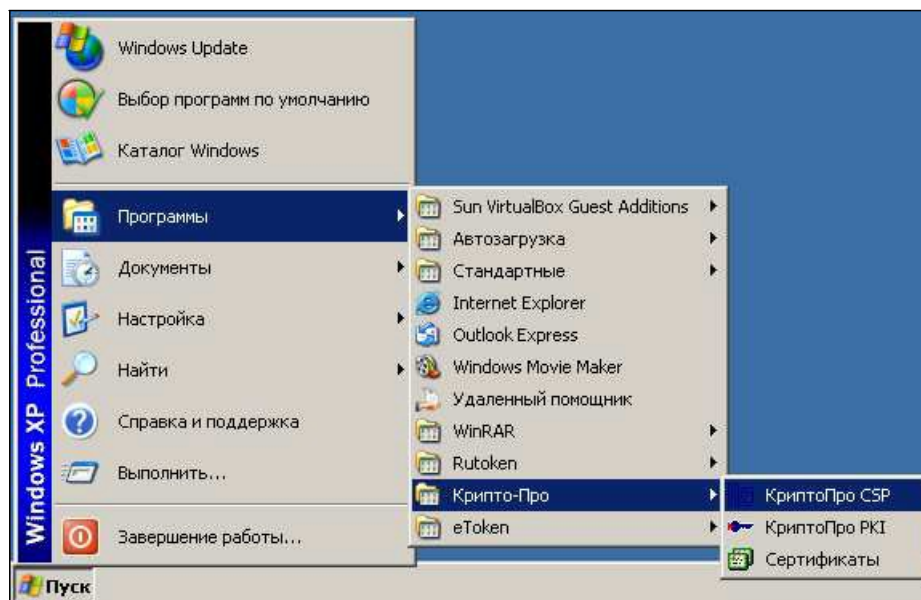 Windows XP Professional
Windows Update
Выбор программ по умолчанию
Каталог Windows
Программы
Документы
Настройка
Найти
Справка и поддержка
Выполнить...
Завершение работы...
Sun VirtualBox Guest Additions
Автозагрузка
Стандартные
Internet Explorer
Outlook Express
Windows Movie Maker
Удаленный помощник
WinRAR
Rutoken
Крипто-Про
eToken
КриптоПро CSP
КриптоПро PKI
Сертификаты
Пуск